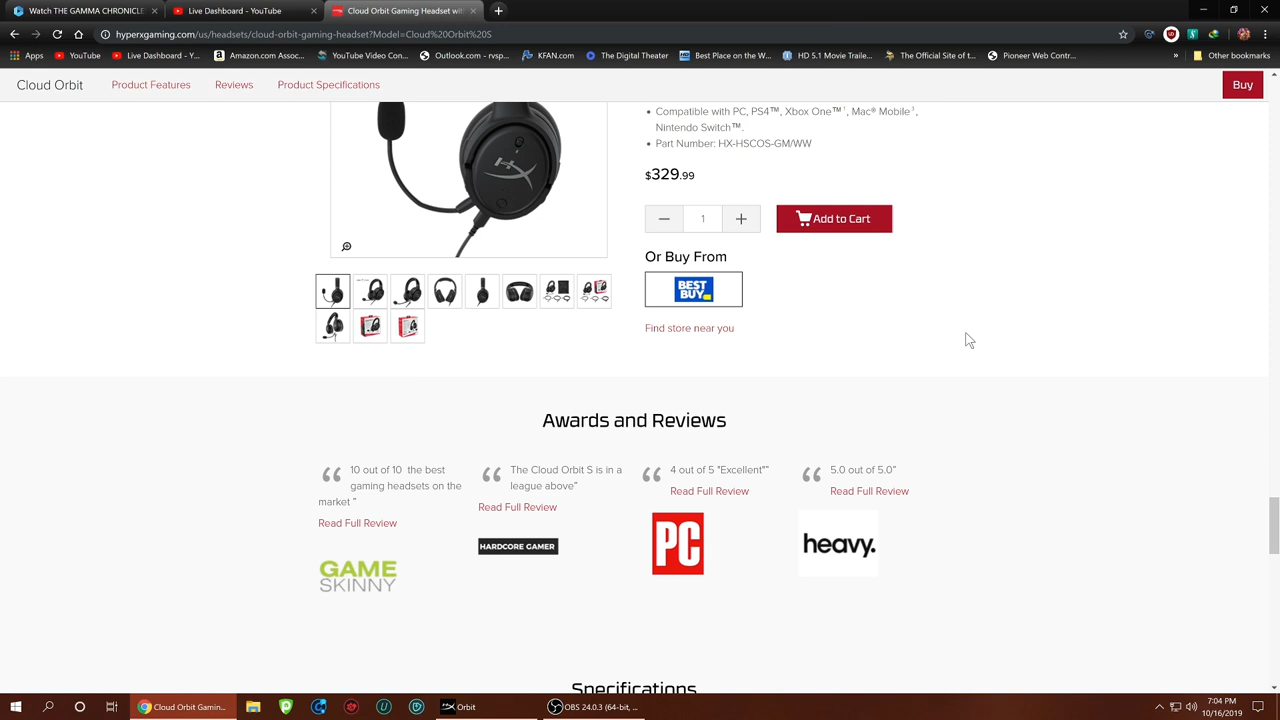 Watch THE GAMMA CHRONICLE
Live Dashboard - YouTube
Cloud Orbit Gaming Headset with
hyperxgaming.com/us/headsets/cloud-orbit-gaming-headset?Model=Cloud%20Orbit%20S
Apps
YouTube
Live Dashboard - Y...
Amazon.com Assoc...
YouTube Video Con...
Outlook.com - rvsp...
KFAN.com
The Digital Theater
Best Place on the W...
HD 5.1 Movie Traile...
The Official Site of t...
Pioneer Web Contr...
»
Other bookmarks
Cloud Orbit
Product Features
Reviews
Product Specifications
Buy
• Compatible with PC, PS4™, Xbox One™¹, Mac® Mobile¹,
Nintendo Switch™.
• Part Number: HX-HSCOS-GM/WW
$329.99
1
Add to Cart
Or Buy From
BEST
BUY
Find store near you
Awards and Reviews
10 out of 10 the best
gaming headsets on the
market ”
Read Full Review
GAME
SKINNY
The Cloud Orbit S is in a
league above”
Read Full Review
HARDCORE GAMER
4 out of 5 "Excellent"”
Read Full Review
PC
5.0 out of 5.0”
Read Full Review
heavy.
Specifications
Cloud Orbit Gamin...
Orbit
OBS 24.0.3 (64-bit, ...
7:04 PM
10/16/2019